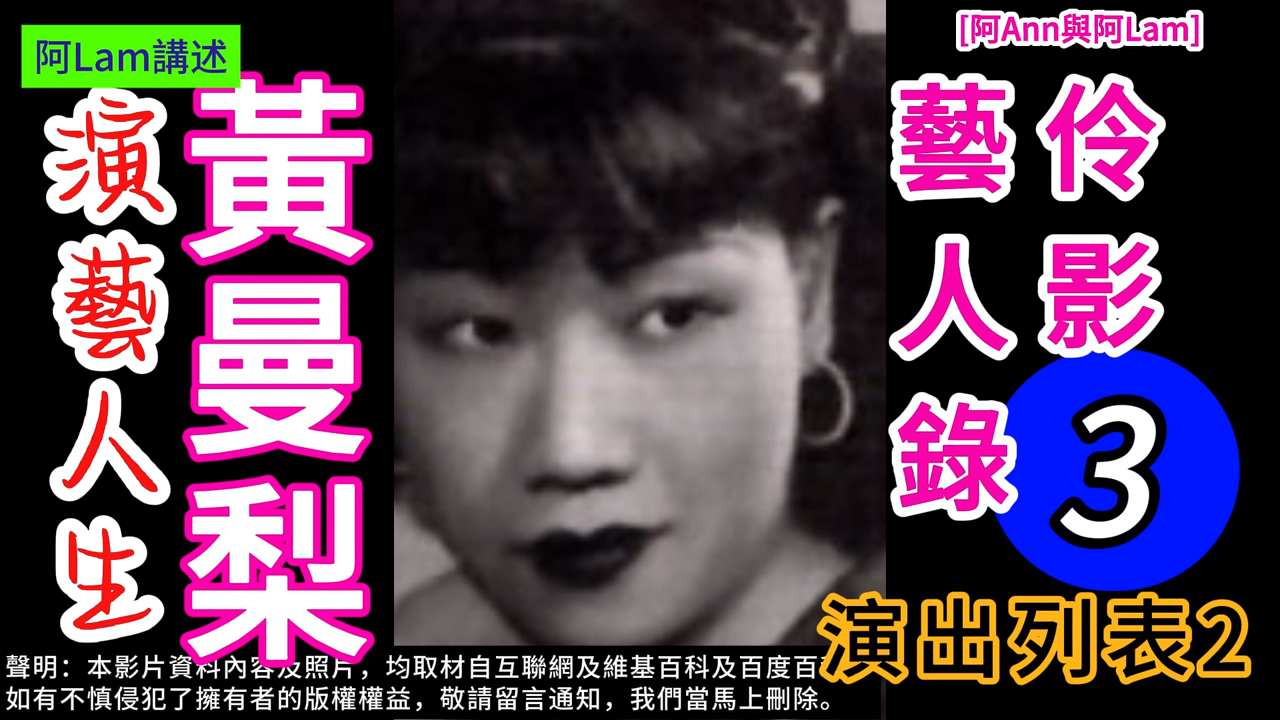 阿Lam講述
[阿Ann與阿Lam]
演藝人生
黃曼梨
伶影
藝人錄
3
演出列表2
聲明：本影片資料內容及照片，均取材自互聯網及維基百科及百度百
如有不慎侵犯了擁有者的版權權益，敬請留言通知，我們當馬上刪除。